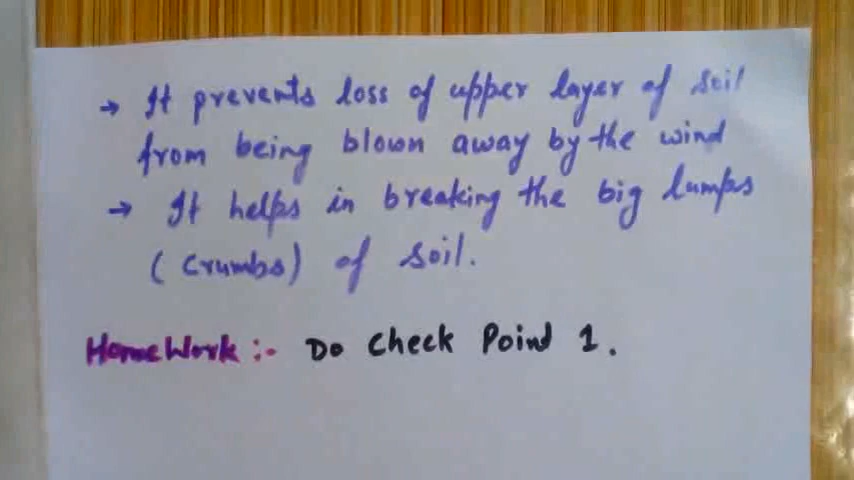 → It prevents loss of upper layer of soil
from being blown away by the wind
→ It helps in breaking the big lumps
(crumbs) of soil.
HomeWork :- Do Check Point 1.